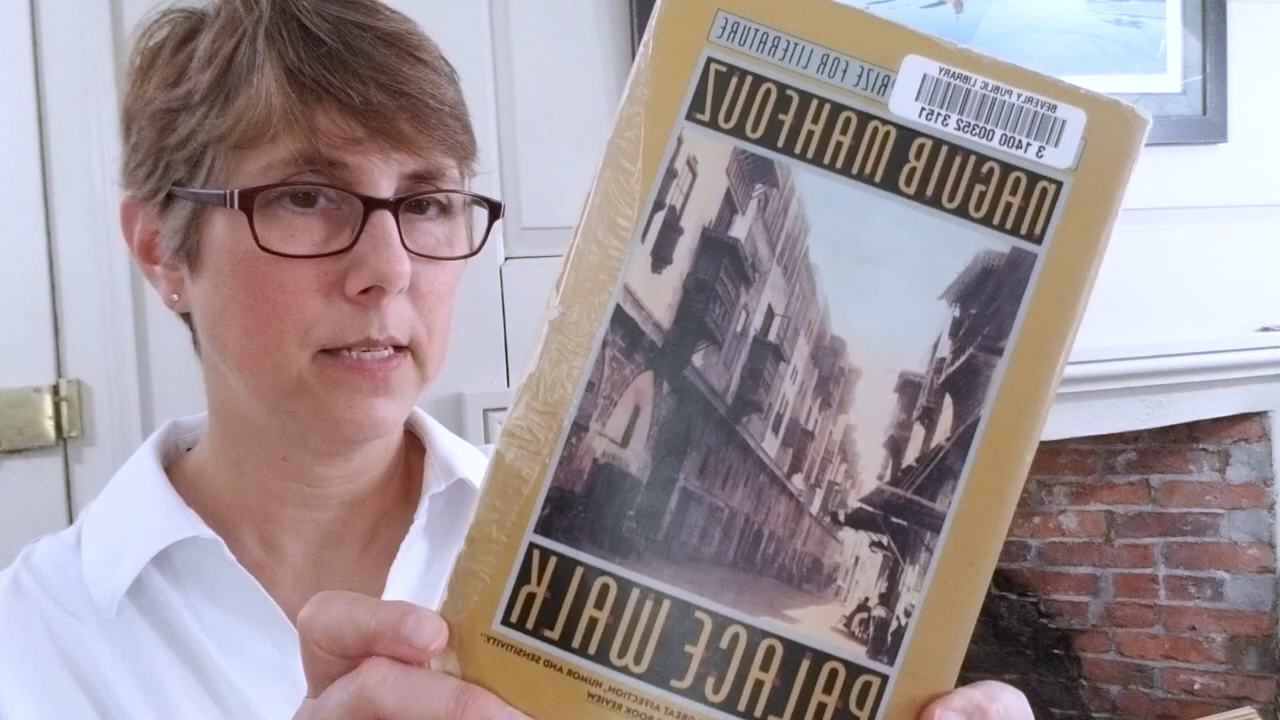 PRIZE FOR LITERATURE
BEVERLY PUBLIC LIBRARY
3 1400 00352 3151
NAGUIB MAHFOUZ
PALACE WALK
GREAT AFFECTION, HUMOR AND SENSITIVITY."
BOOK REVIEW